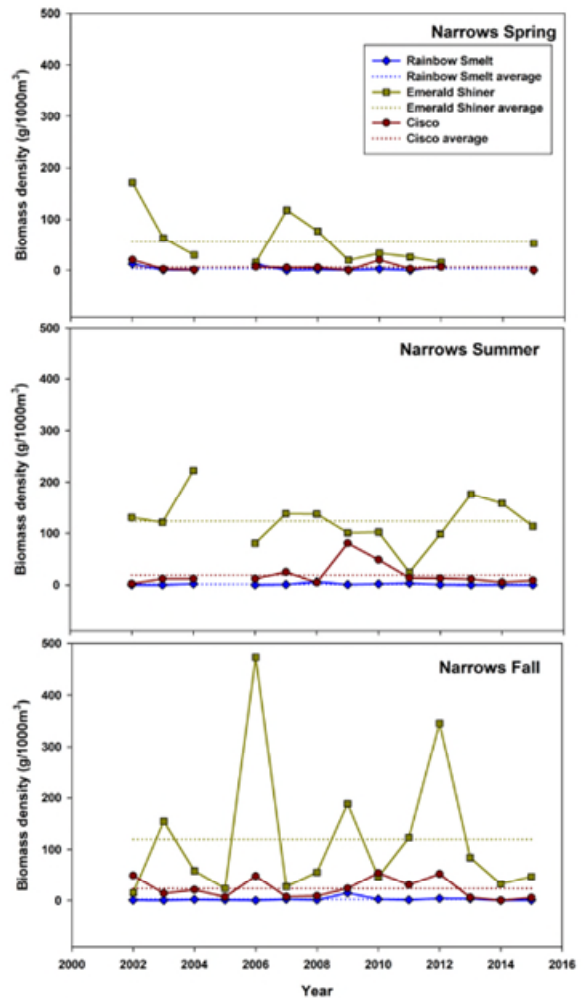 Narrows Spring
Rainbow Smelt
Rainbow Smelt average
Emerald Shiner
Emerald Shiner average
Cisco
Cisco average
500
400
300
200
100
0
Biomass density (g/1000m³)
Narrows Summer
500
400
300
200
100
0
Biomass density (g/1000m³)
Narrows Fall
500
400
300
200
100
0
Biomass density (g/1000m³)
2000 2002 2004 2006 2008 2010 2012 2014 2016
Year